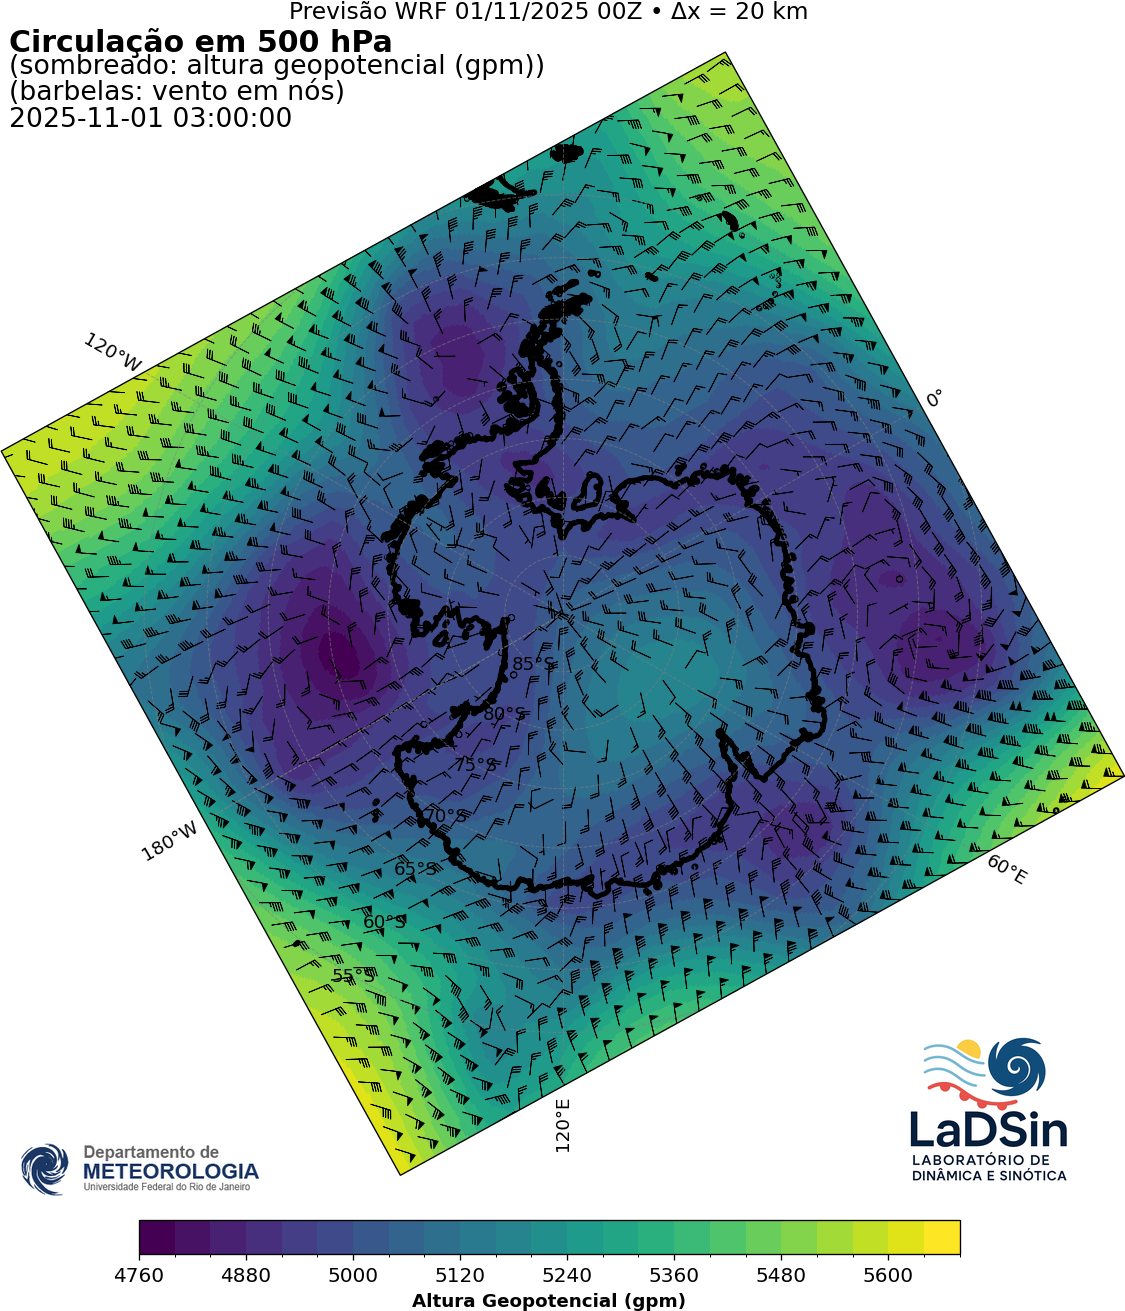 Previsão WRF 01/11/2025 00Z • Δx = 20 km
Circulação em 500 hPa
(sombreado: altura geopotencial (gpm))
(barbelas: vento em nós)
2025-11-01 03:00:00
120°W
0°
85°S
80°S
75°S
70°S
180°W
65°S
60°E
60°S
55°S
120°E
Departamento de
METEOROLOGIA
Universidade Federal do Rio de Janeiro
LaDSin
LABORATÓRIO DE
DINÂMICA E SINÓTICA
4760 4880 5000 5120 5240 5360 5480 5600
Altura Geopotencial (gpm)